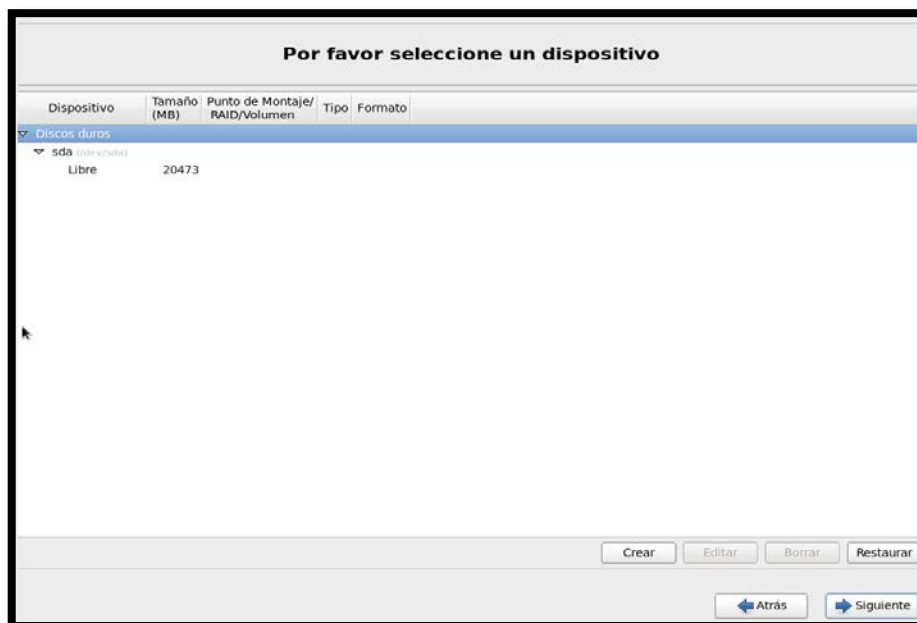 Por favor seleccione un dispositivo
Dispositivo Tamaño (MB) Punto de Montaje/ RAID/Volumen Tipo Formato
Discos duros
sda (/dev/sda)
Libre 20473
Crear Editar Borrar Restaurar
Atrás Siguiente